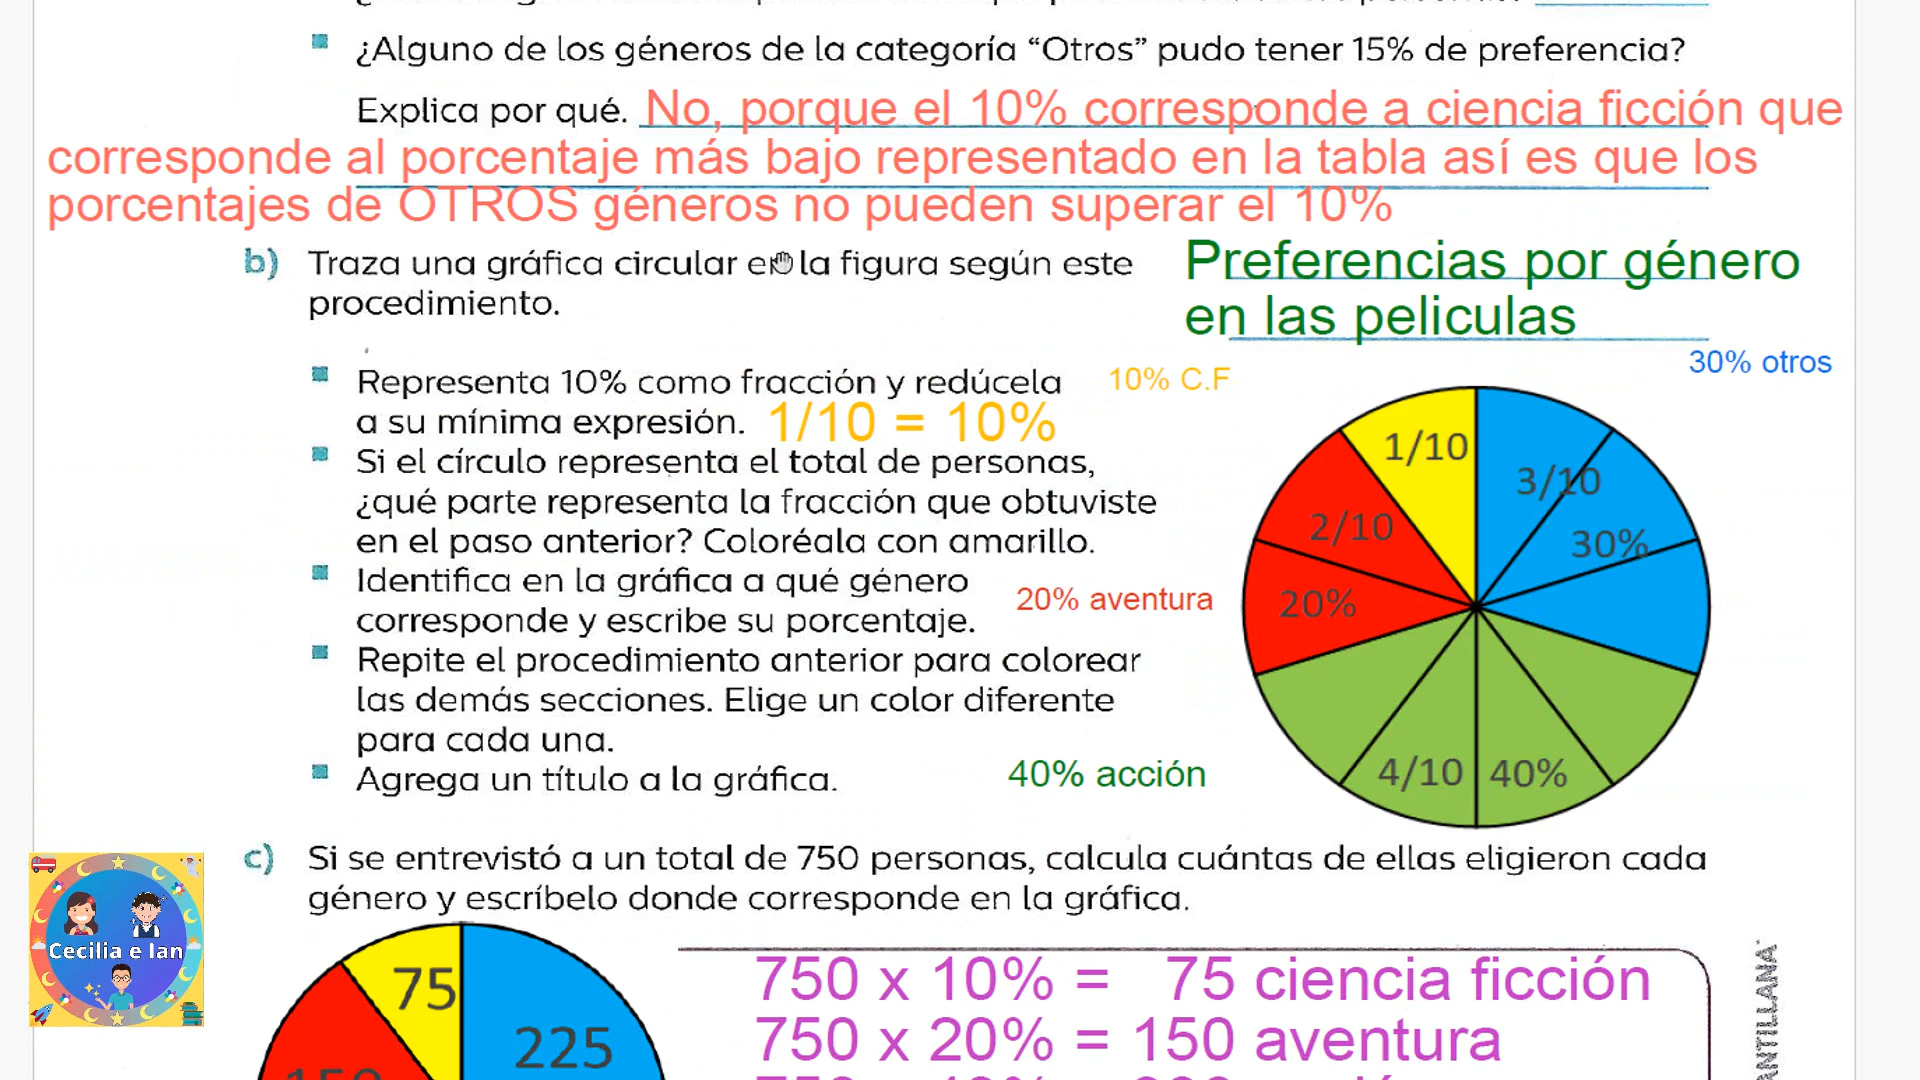 ¿Alguno de los géneros de la categoría “Otros” pudo tener 15% de preferencia?
Explica por qué. No, porque el 10% corresponde a ciencia ficción que
corresponde al porcentaje más bajo representado en la tabla así es que los
porcentajes de OTROS géneros no pueden superar el 10%
b) Traza una gráfica circular en la figura según este
procedimiento.
Preferencias por género
en las peliculas
Representa 10% como fracción y redúcela
a su mínima expresión. 1/10 = 10%
Si el círculo representa el total de personas,
¿qué parte representa la fracción que obtuviste
en el paso anterior? Coloréala con amarillo.
Identifica en la gráfica a qué género
corresponde y escribe su porcentaje.
Repite el procedimiento anterior para colorear
las demás secciones. Elige un color diferente
para cada una.
Agrega un título a la gráfica.
10% C.F
30% otros
20% aventura
40% acción
1/10
3/10
30%
2/10
20%
4/10
40%
c) Si se entrevistó a un total de 750 personas, calcula cuántas de ellas eligieron cada
género y escríbelo donde corresponde en la gráfica.
75
225
150
750 x 10% = 75 ciencia ficción
750 x 20% = 150 aventura
Cecilia e Ian